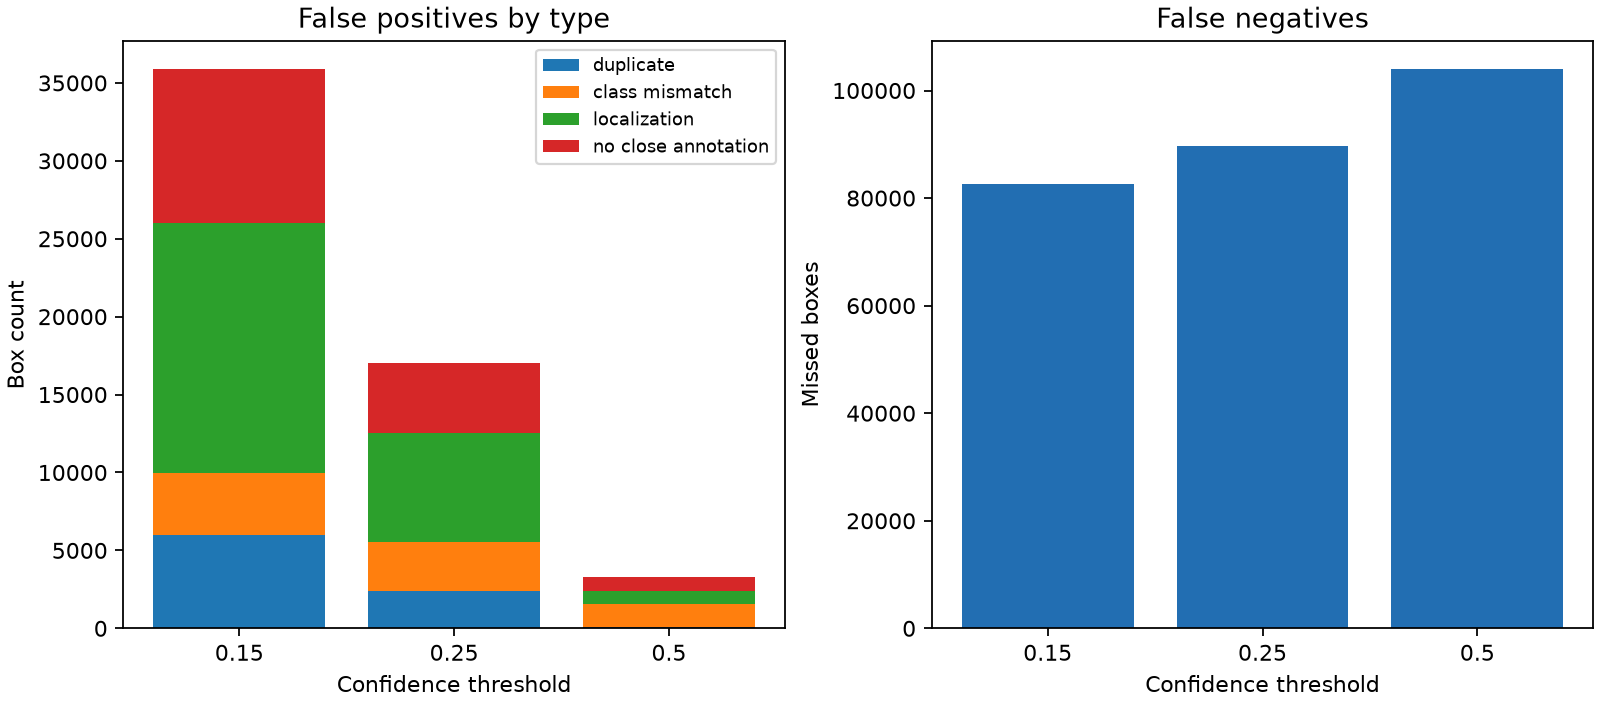 False positives by type
35000
30000
25000
20000
15000
10000
5000
0
Box count
duplicate
class mismatch
localization
no close annotation
0.15
0.25
0.5
Confidence threshold
False negatives
100000
80000
60000
40000
20000
0
Missed boxes
0.15
0.25
0.5
Confidence threshold